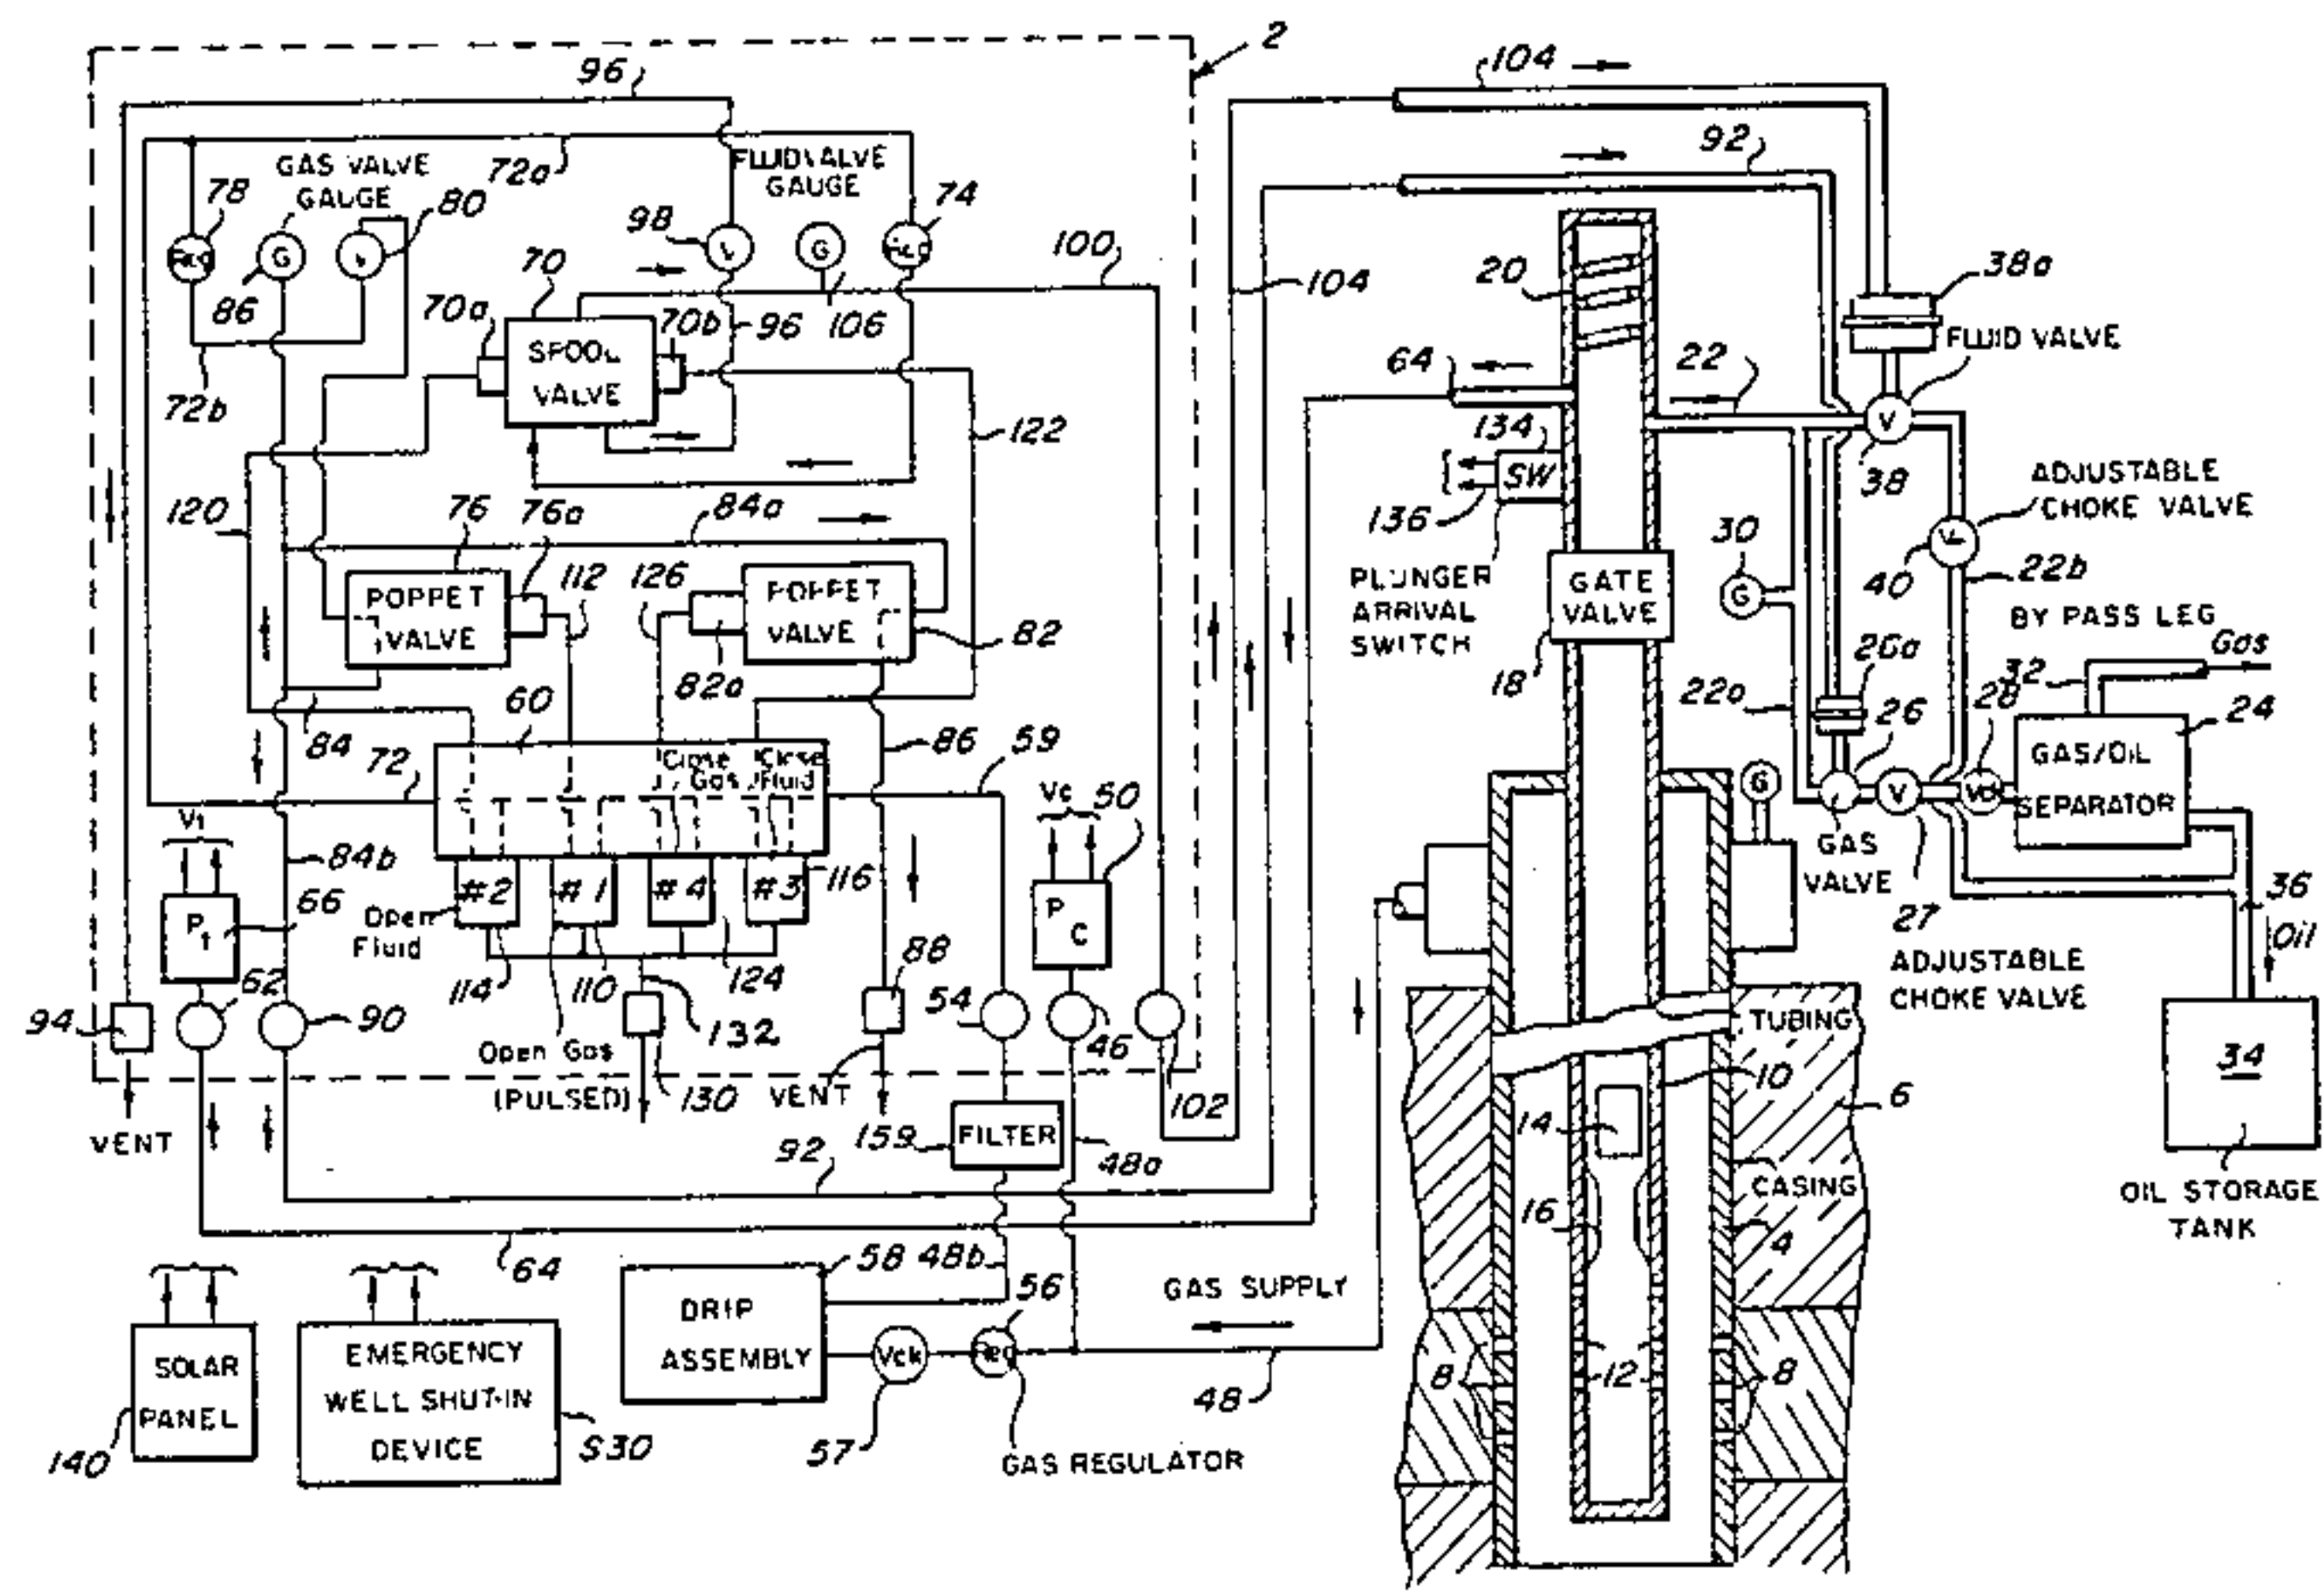 2
96
104
92
GAS VALVE
GAUGE
72a
FLUID VALVE
GAUGE
78
80
98
74
Reg
G
86
G
70
100
20
104
38a
70a
70b
96
106
FLUID VALVE
SPOOL
VALVE
64
22
72b
122
134
V
SW
38
ADJUSTABLE
CHOKE VALVE
120
76
76a
84a
136
30
40
22b
112
126
PLUNGER
ARRIVAL
SWITCH
GATE
VALVE
G
BY PASS LEG
POPPET
VALVE
POPPET
VALVE
82
Gas
82a
18
26a
32
60
22a
26
28
24
84
86
59
Close
Gas
Close
Fluid
72
GAS/OIL
SEPARATOR
Vc
50
G
V
Vck
Vt
84b
GAS
VALVE
#2
#1
#4
#3
116
66
Pt
Open
Fluid
PC
27
36
Oil
88
ADJUSTABLE
CHOKE VALVE
114
110
124
62
54
94
90
132
46
TUBING
Open Gas
(PULSED)
34
130
VENT
102
10
6
VENT
159
FILTER
14
92
48a
CASING
16
OIL STORAGE
TANK
4
64
58
48b
56
GAS SUPPLY
DRIP
ASSEMBLY
SOLAR
PANEL
EMERGENCY
WELL SHUT-IN
DEVICE
Vck
Reg
8
12
8
48
140
S30
57
GAS REGULATOR